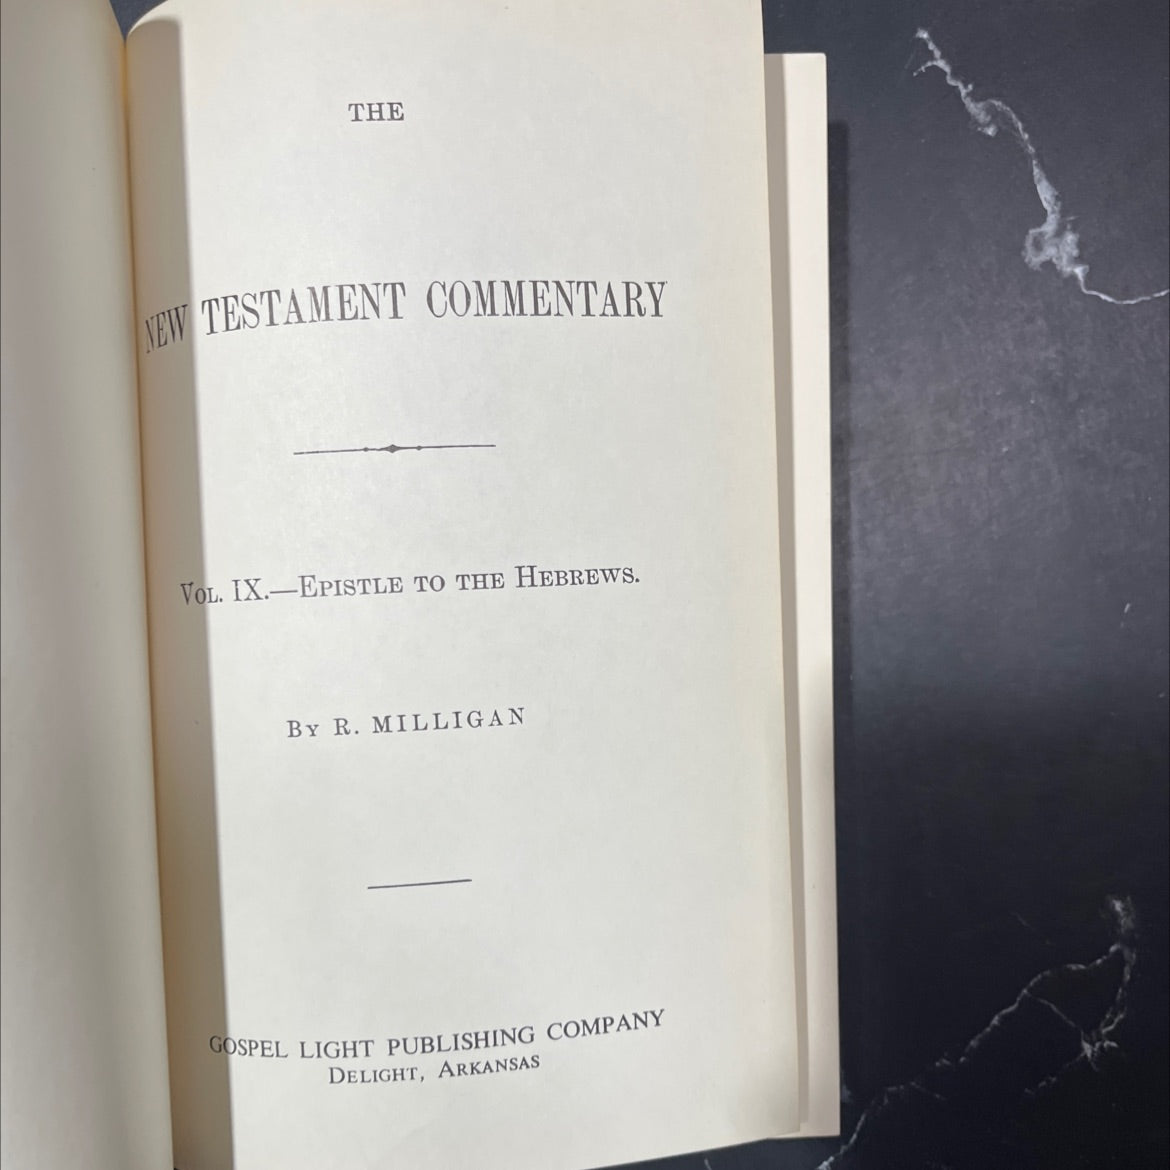 THE
NEW TESTAMENT COMMENTARY
VOL. IX.—EPISTLE TO THE HEBREWS.
BY R. MILLIGAN
GOSPEL LIGHT PUBLISHING COMPANY
DELIGHT, ARKANSAS